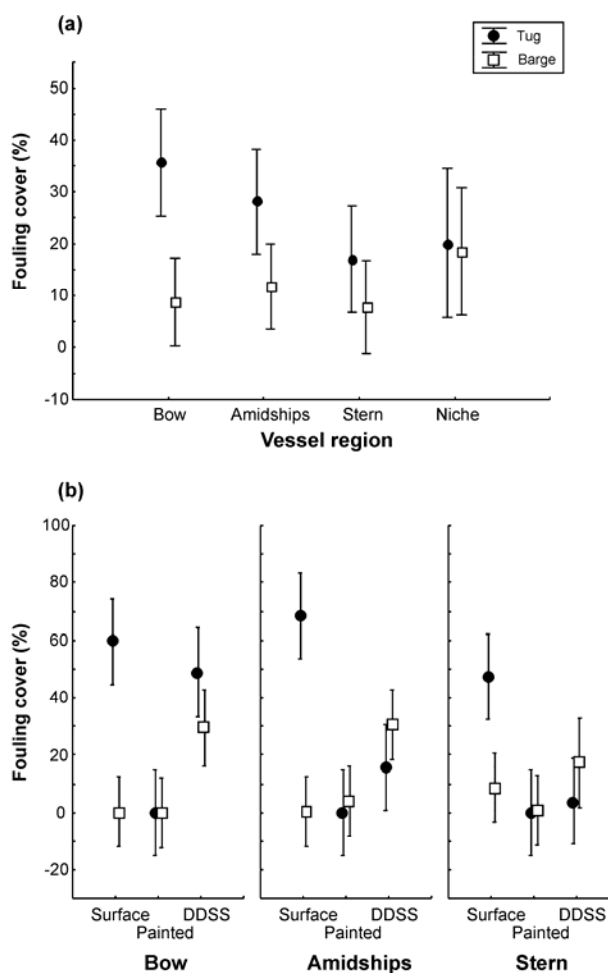 (a)
Tug
Barge
Fouling cover (%)
50
40
30
20
10
0
-10
Bow Amidships Stern Niche
Vessel region
(b)
Fouling cover (%)
100
80
60
40
20
0
-20
Surface DDSS Surface DDSS Surface DDSS
Painted Painted Painted
Bow Amidships Stern